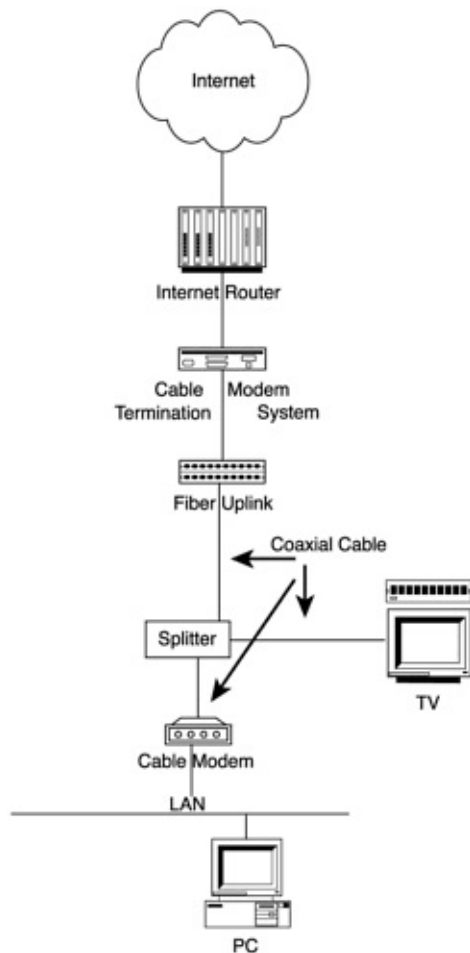 Internet
Internet Router
Cable Modem
Termination System
Fiber Uplink
Coaxial Cable
Splitter
TV
Cable Modem
LAN
PC